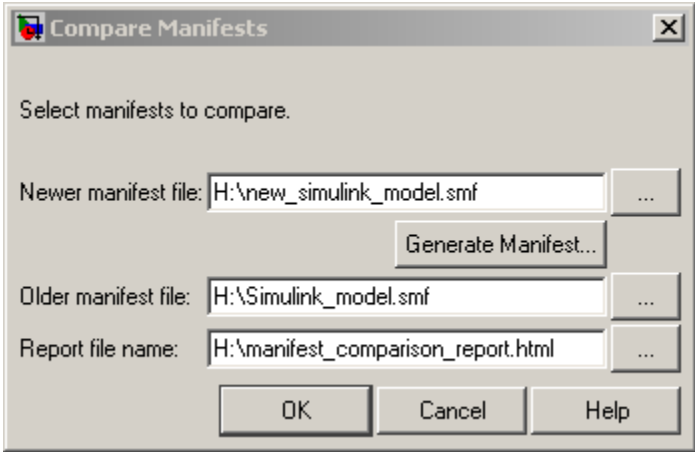 Compare Manifests
Select manifests to compare.
Newer manifest file: H:\new_simulink_model.smf ...
Generate Manifest...
Older manifest file: H:\Simulink_model.smf ...
Report file name: H:\manifest_comparison_report.html ...
OK Cancel Help